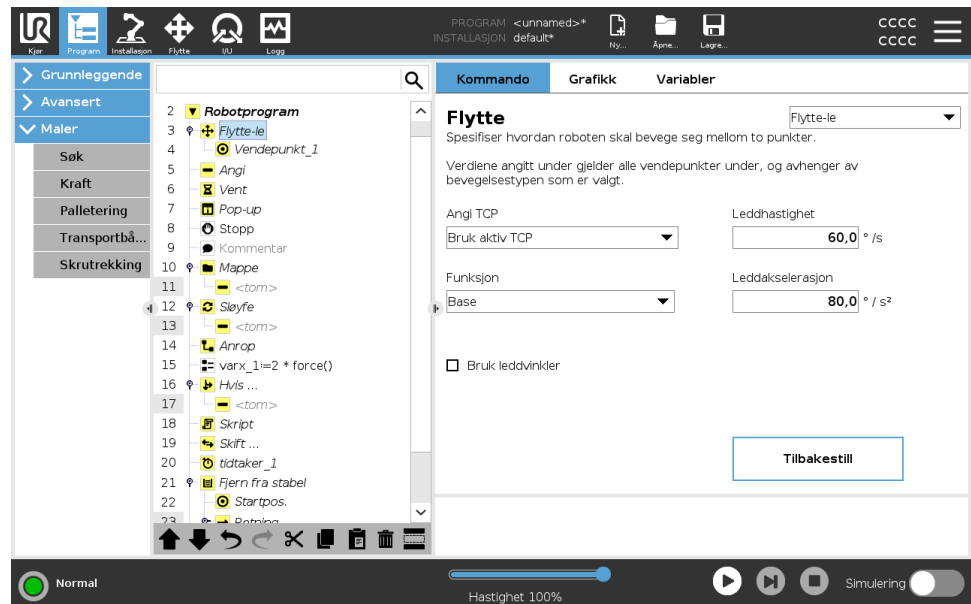 UR
Kjør
Program
Installasjon
Flytte
I/U
Logg
PROGRAM <unnamed>*
INSTALLASJON default*
Ny...
Åpne...
Lagre...
CCCC
CCCC
Grunnleggende
Avansert
Maler
Søk
Kraft
Palletering
Transportbå...
Skrutrekking
2 Robotprogram
3 Flytte-le
4 Vendepunkt_1
5 Angi
6 Vent
7 Pop-up
8 Stopp
9 Kommentar
10 Mappe
11 <tom>
12 Sløyfe
13 <tom>
14 Anrop
15 varx_1:=2 * force()
16 Hvis ...
17 <tom>
18 Skript
19 Skift ...
20 tidtaker_1
21 Fjern fra stabel
22 Startpos.
23 Retning
Kommando
Grafikk
Variabler
Flytte
Flytte-le
Spesifiser hvordan roboten skal bevege seg mellom to punkter.
Verdiene angitt under gjelder alle vendepunkter under, og avhenger av
bevegelsestypen som er valgt.
Angi TCP
Leddhastighet
Bruk aktiv TCP
60,0 ° /s
Funksjon
Leddakselerasjon
Base
80,0 ° / s²
Bruk leddvinkler
Tilbakestill
Normal
Hastighet 100%
Simulering